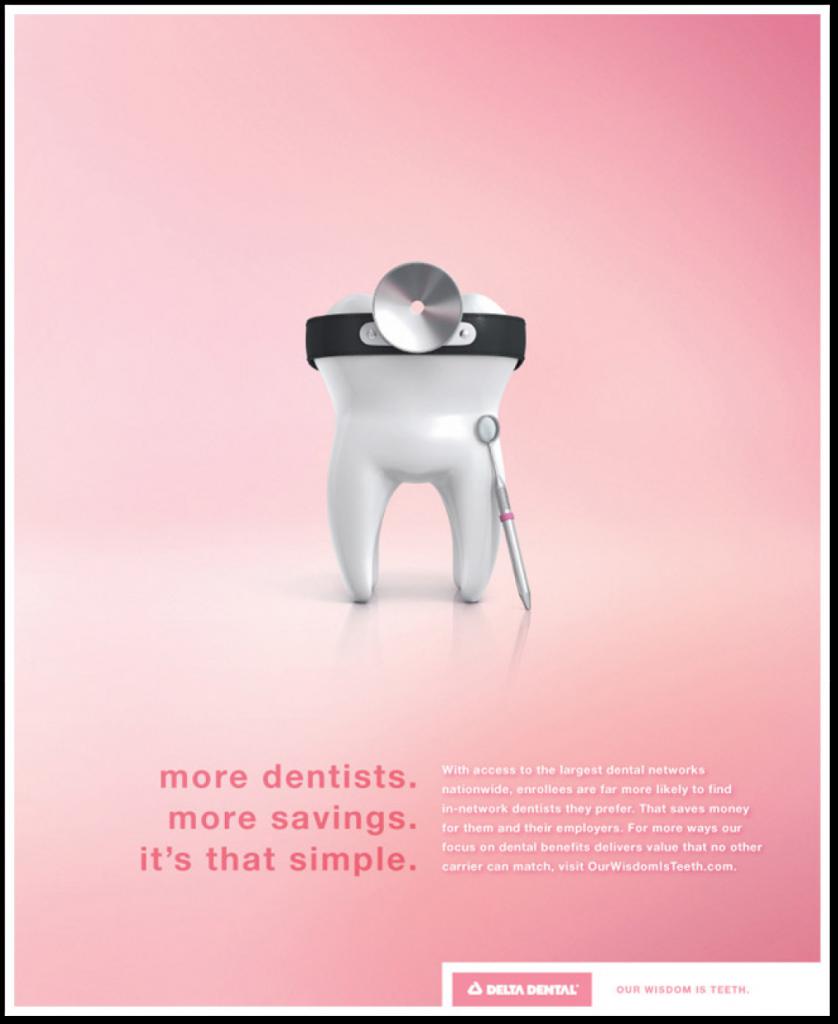 more dentists.
more savings.
it's that simple.
With access to the largest dental networks
nationwide, enrollees are far more likely to find
in-network dentists they prefer. That saves money
for them and their employers. For more ways our
focus on dental benefits delivers value that no other
carrier can match, visit OurWisdomIsTeeth.com.
DELTA DENTAL®
OUR WISDOM IS TEETH.